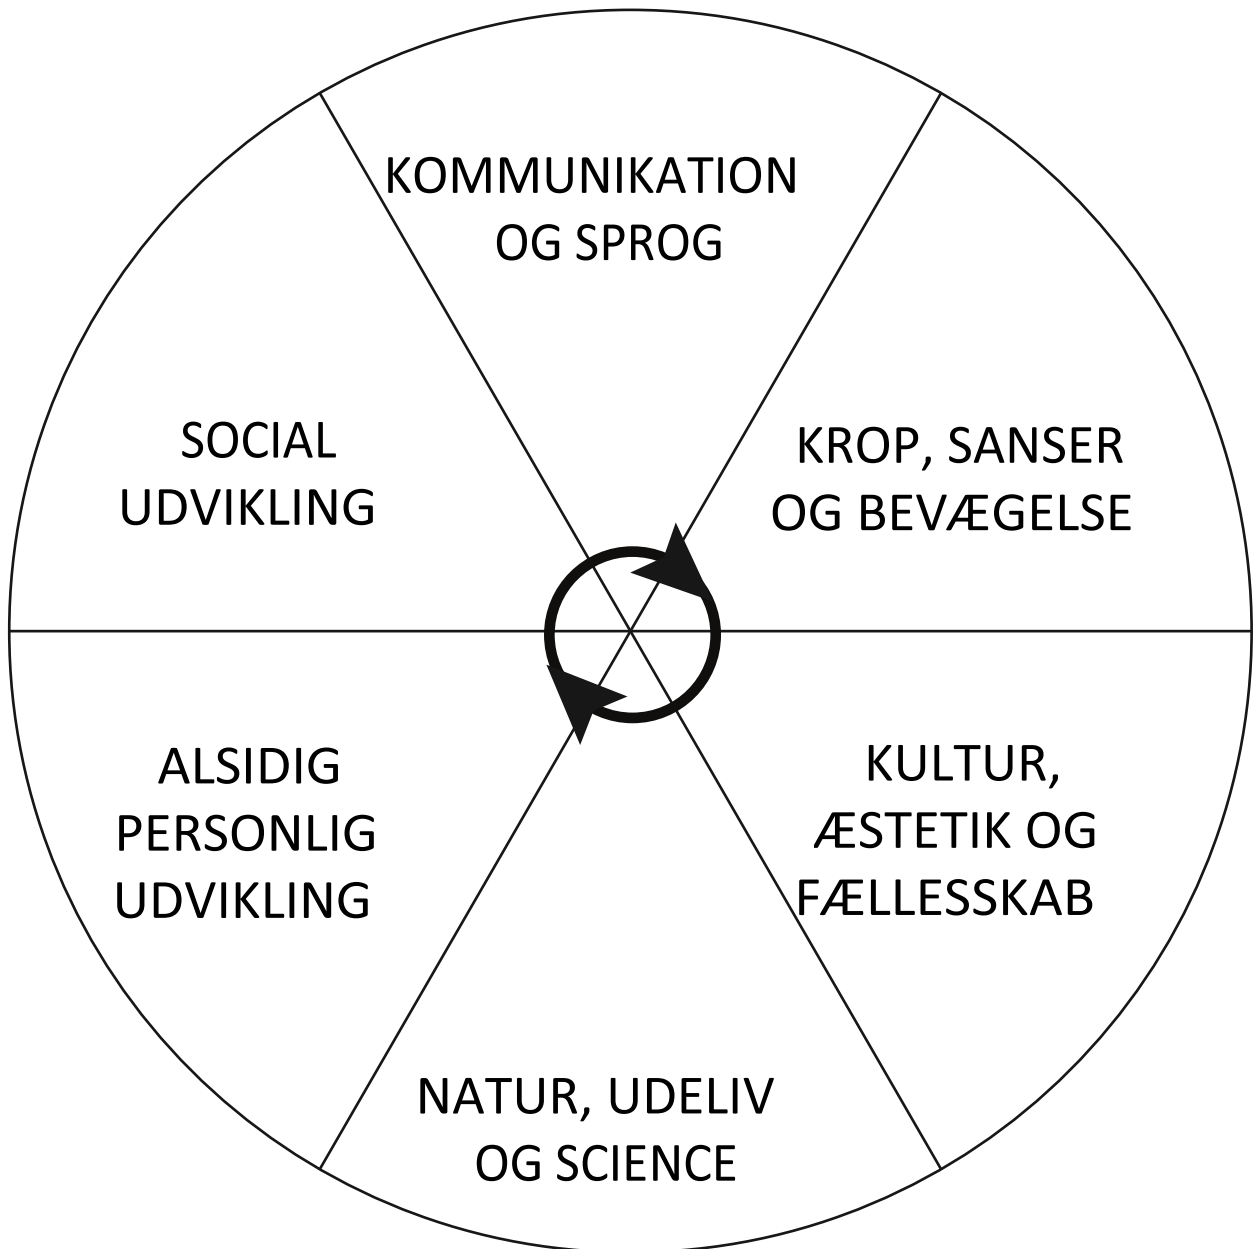 KOMMUNIKATION
OG SPROG
KROP, SANSER
OG BEVÆGELSE
KULTUR,
ÆSTETIK OG
FÆLLESSKAB
NATUR, UDELIV
OG SCIENCE
ALSIDIG
PERSONLIG
UDVIKLING
SOCIAL
UDVIKLING